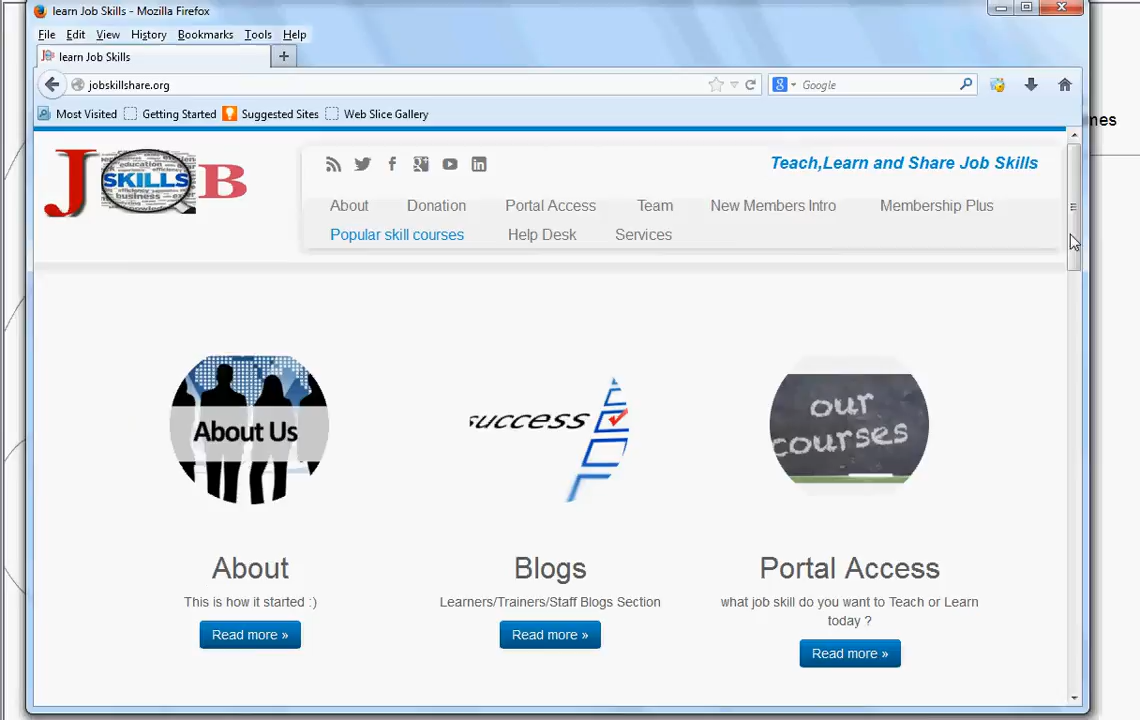 learn Job Skills - Mozilla Firefox
File Edit View History Bookmarks Tools Help
learn Job Skills
jobskillshare.org
Google
Most Visited Getting Started Suggested Sites Web Slice Gallery
mes
J SKILLS B
education
efficiency
business
Teach,Learn and Share Job Skills
About Donation Portal Access Team New Members Intro Membership Plus
Popular skill courses Help Desk Services
About Us
success
our
courses
About
This is how it started :)
Read more »
Blogs
Learners/Trainers/Staff Blogs Section
Read more »
Portal Access
what job skill do you want to Teach or Learn
today ?
Read more »